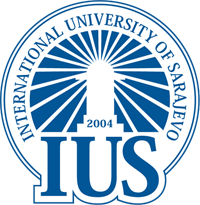 INTERNATIONAL UNIVERSITY OF SARAJEVO
2004
IUS